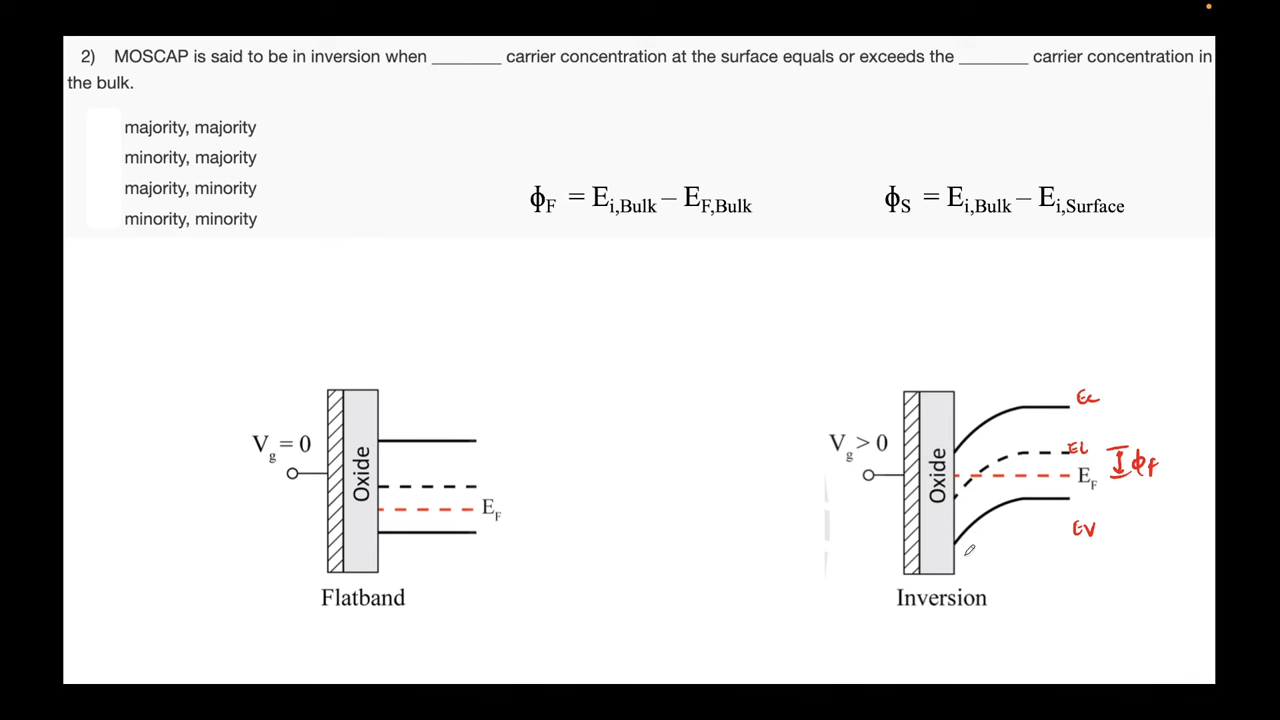 2) MOSCAP is said to be in inversion when _______ carrier concentration at the surface equals or exceeds the _______ carrier concentration in
the bulk.
majority, majority
minority, majority
majority, minority
minority, minority
ϕF = Ei,Bulk – EF,Bulk
ϕS = Ei,Bulk – Ei,Surface
Vg = 0
Oxide
EF
Flatband
Vg > 0
Oxide
Ec
Ei
EF
ϕF
EV
Inversion